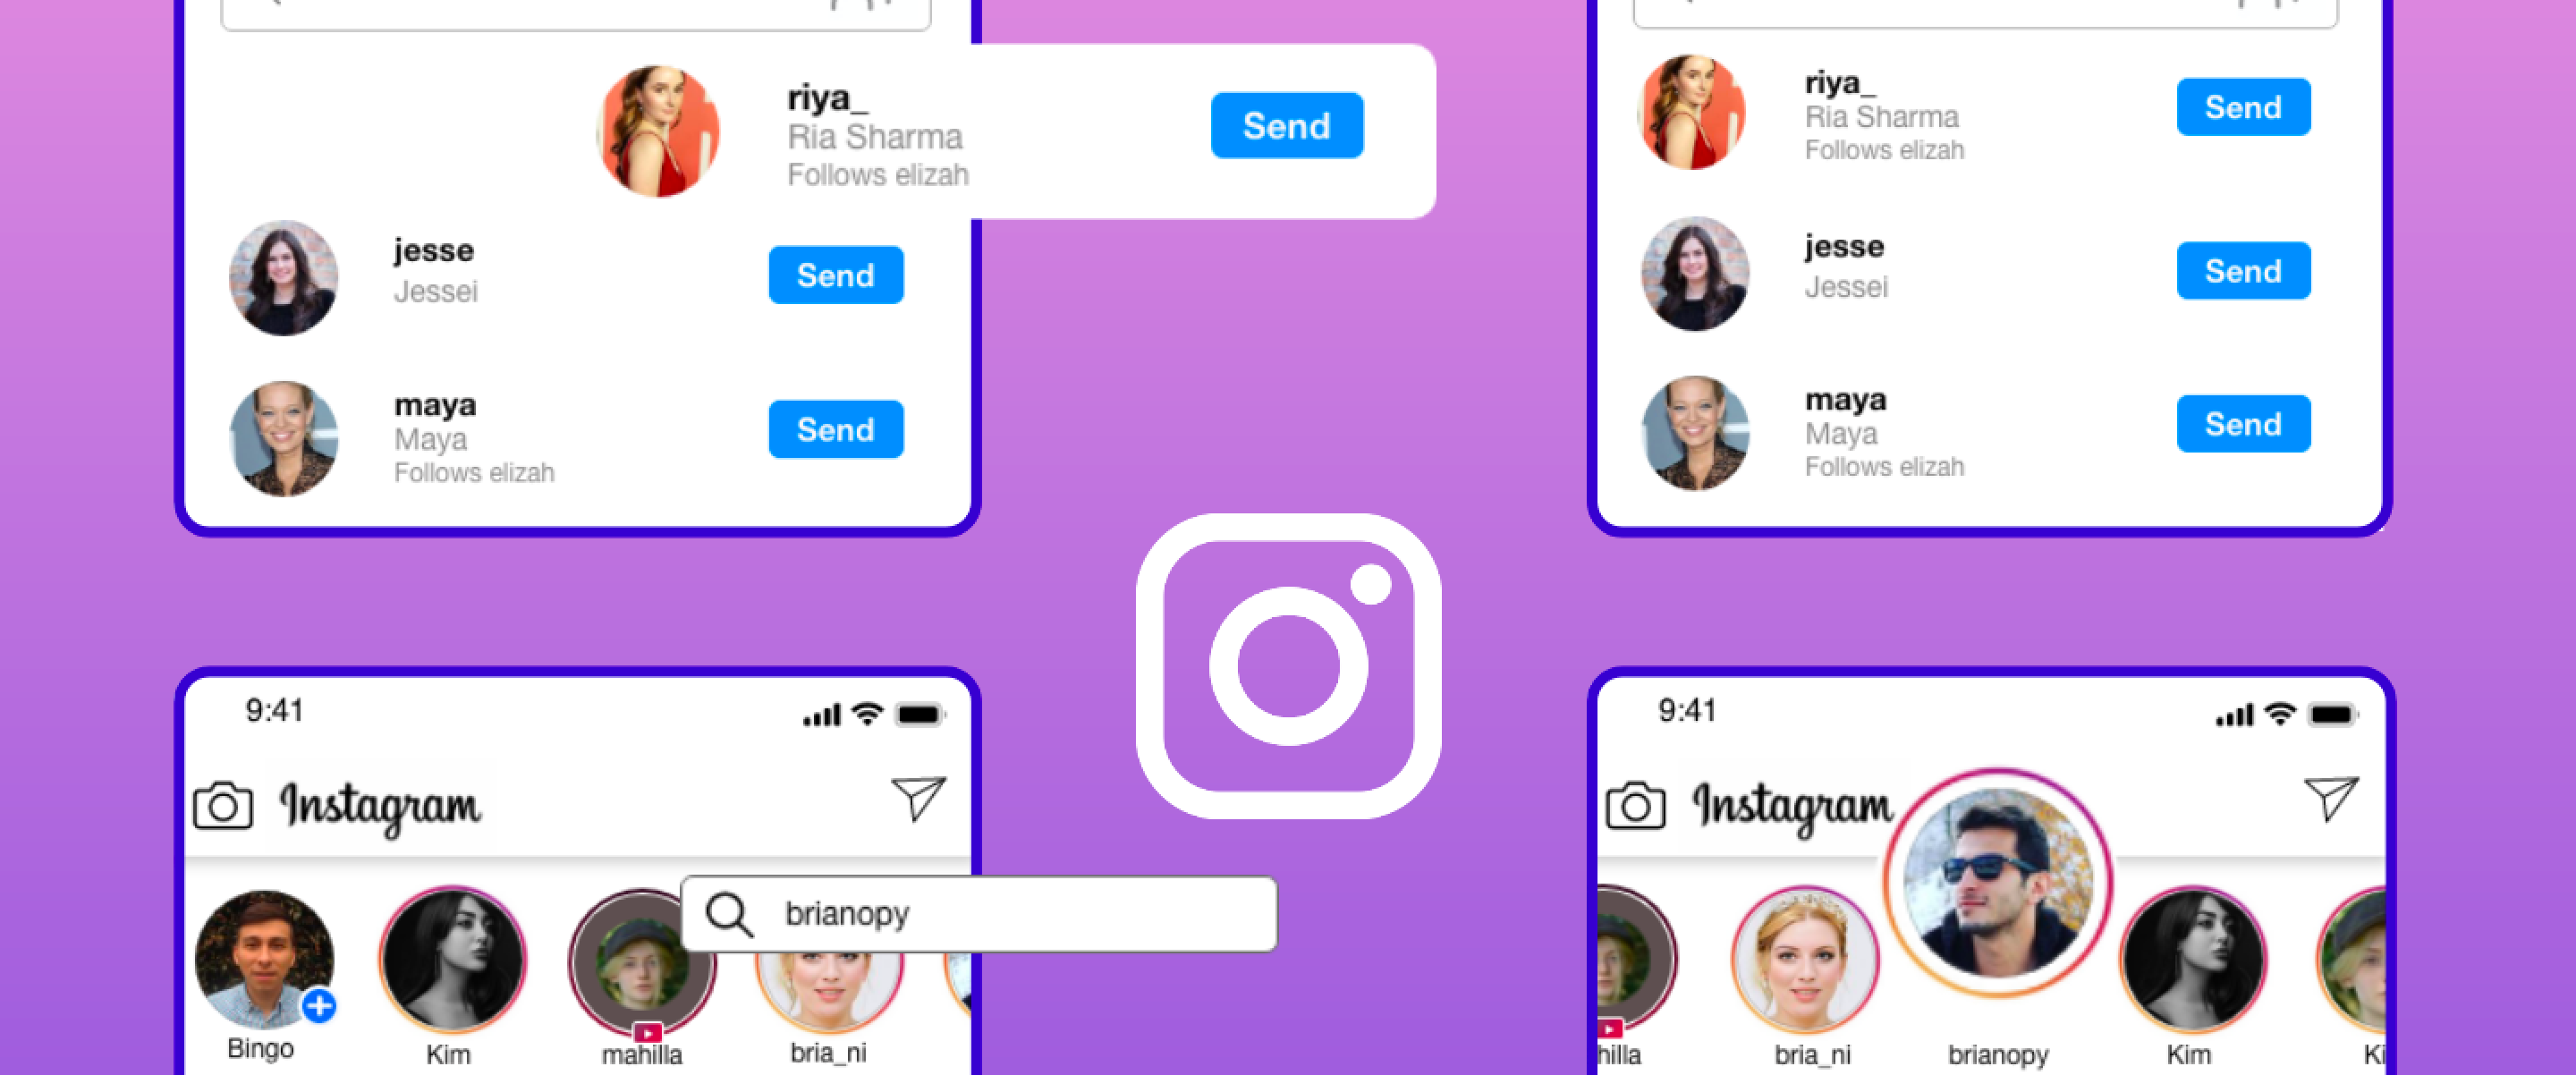 riya_
Ria Sharma
Follows elizah
Send
jesse
Jessei
Send
maya
Maya
Follows elizah
Send
riya_
Ria Sharma
Follows elizah
Send
jesse
Jessei
Send
maya
Maya
Follows elizah
Send
9:41
Instagram
brianopy
Bingo
Kim
mahilla
bria_ni
9:41
Instagram
hilla
bria_ni
brianopy
Kim
Ki